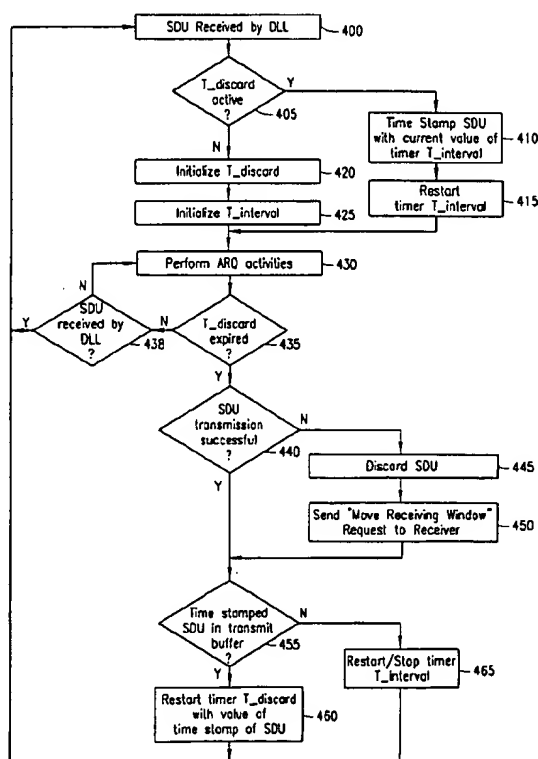 SDU Received by DLL
400
T_discard
active
?
405
Y
N
Time Stamp SDU
with current value of
timer T_interval
410
Initialize T_discard
420
Restart
timer T_interval
415
Initialize T_interval
425
Perform ARQ activities
430
N
SDU
received by
DLL
?
438
Y
N
T_discard
expired
?
435
Y
SDU
transmission
successful
?
440
N
Y
Discard SDU
445
Send "Move Receiving Window"
Request to Receiver
450
Time stamped
SDU in transmit
buffer
?
455
N
Y
Restart/Stop timer
T_interval
465
Restart timer T_discard
with value of
time stamp of SDU
460